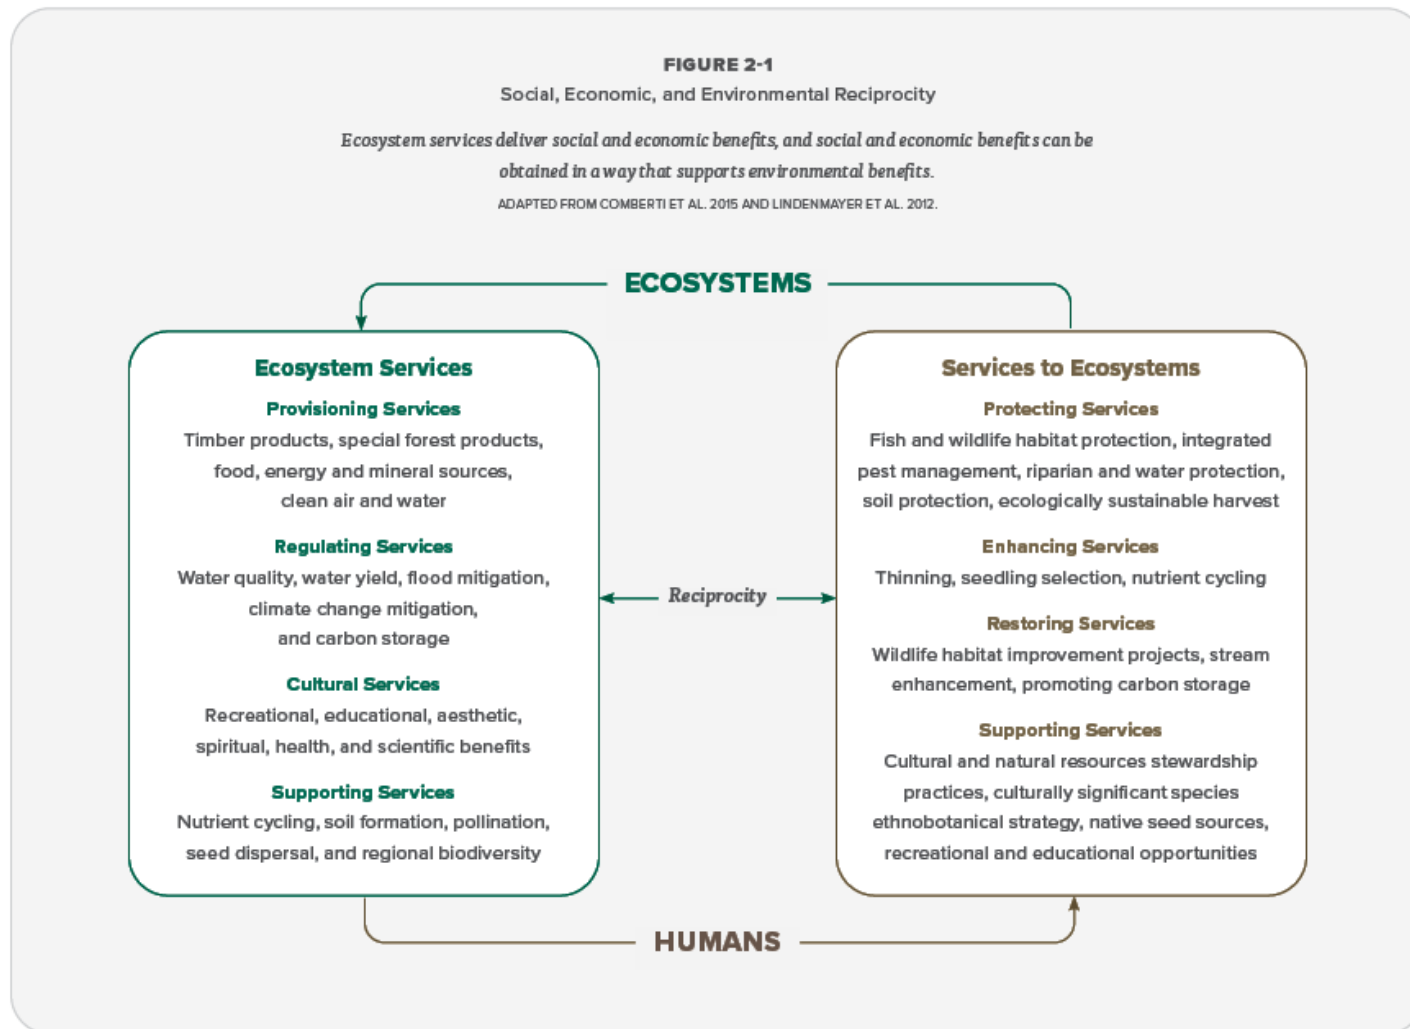 FIGURE 2-1
Social, Economic, and Environmental Reciprocity
Ecosystem services deliver social and economic benefits, and social and economic benefits can be
obtained in a way that supports environmental benefits.
ADAPTED FROM COMBERTI ET AL. 2015 AND LINDENMAYER ET AL. 2012.
ECOSYSTEMS
Ecosystem Services
Provisioning Services
Timber products, special forest products,
food, energy and mineral sources,
clean air and water
Regulating Services
Water quality, water yield, flood mitigation,
climate change mitigation,
and carbon storage
Cultural Services
Recreational, educational, aesthetic,
spiritual, health, and scientific benefits
Supporting Services
Nutrient cycling, soil formation, pollination,
seed dispersal, and regional biodiversity
Reciprocity
Services to Ecosystems
Protecting Services
Fish and wildlife habitat protection, integrated
pest management, riparian and water protection,
soil protection, ecologically sustainable harvest
Enhancing Services
Thinning, seedling selection, nutrient cycling
Restoring Services
Wildlife habitat improvement projects, stream
enhancement, promoting carbon storage
Supporting Services
Cultural and natural resources stewardship
practices, culturally significant species
ethnobotanical strategy, native seed sources,
recreational and educational opportunities
HUMANS